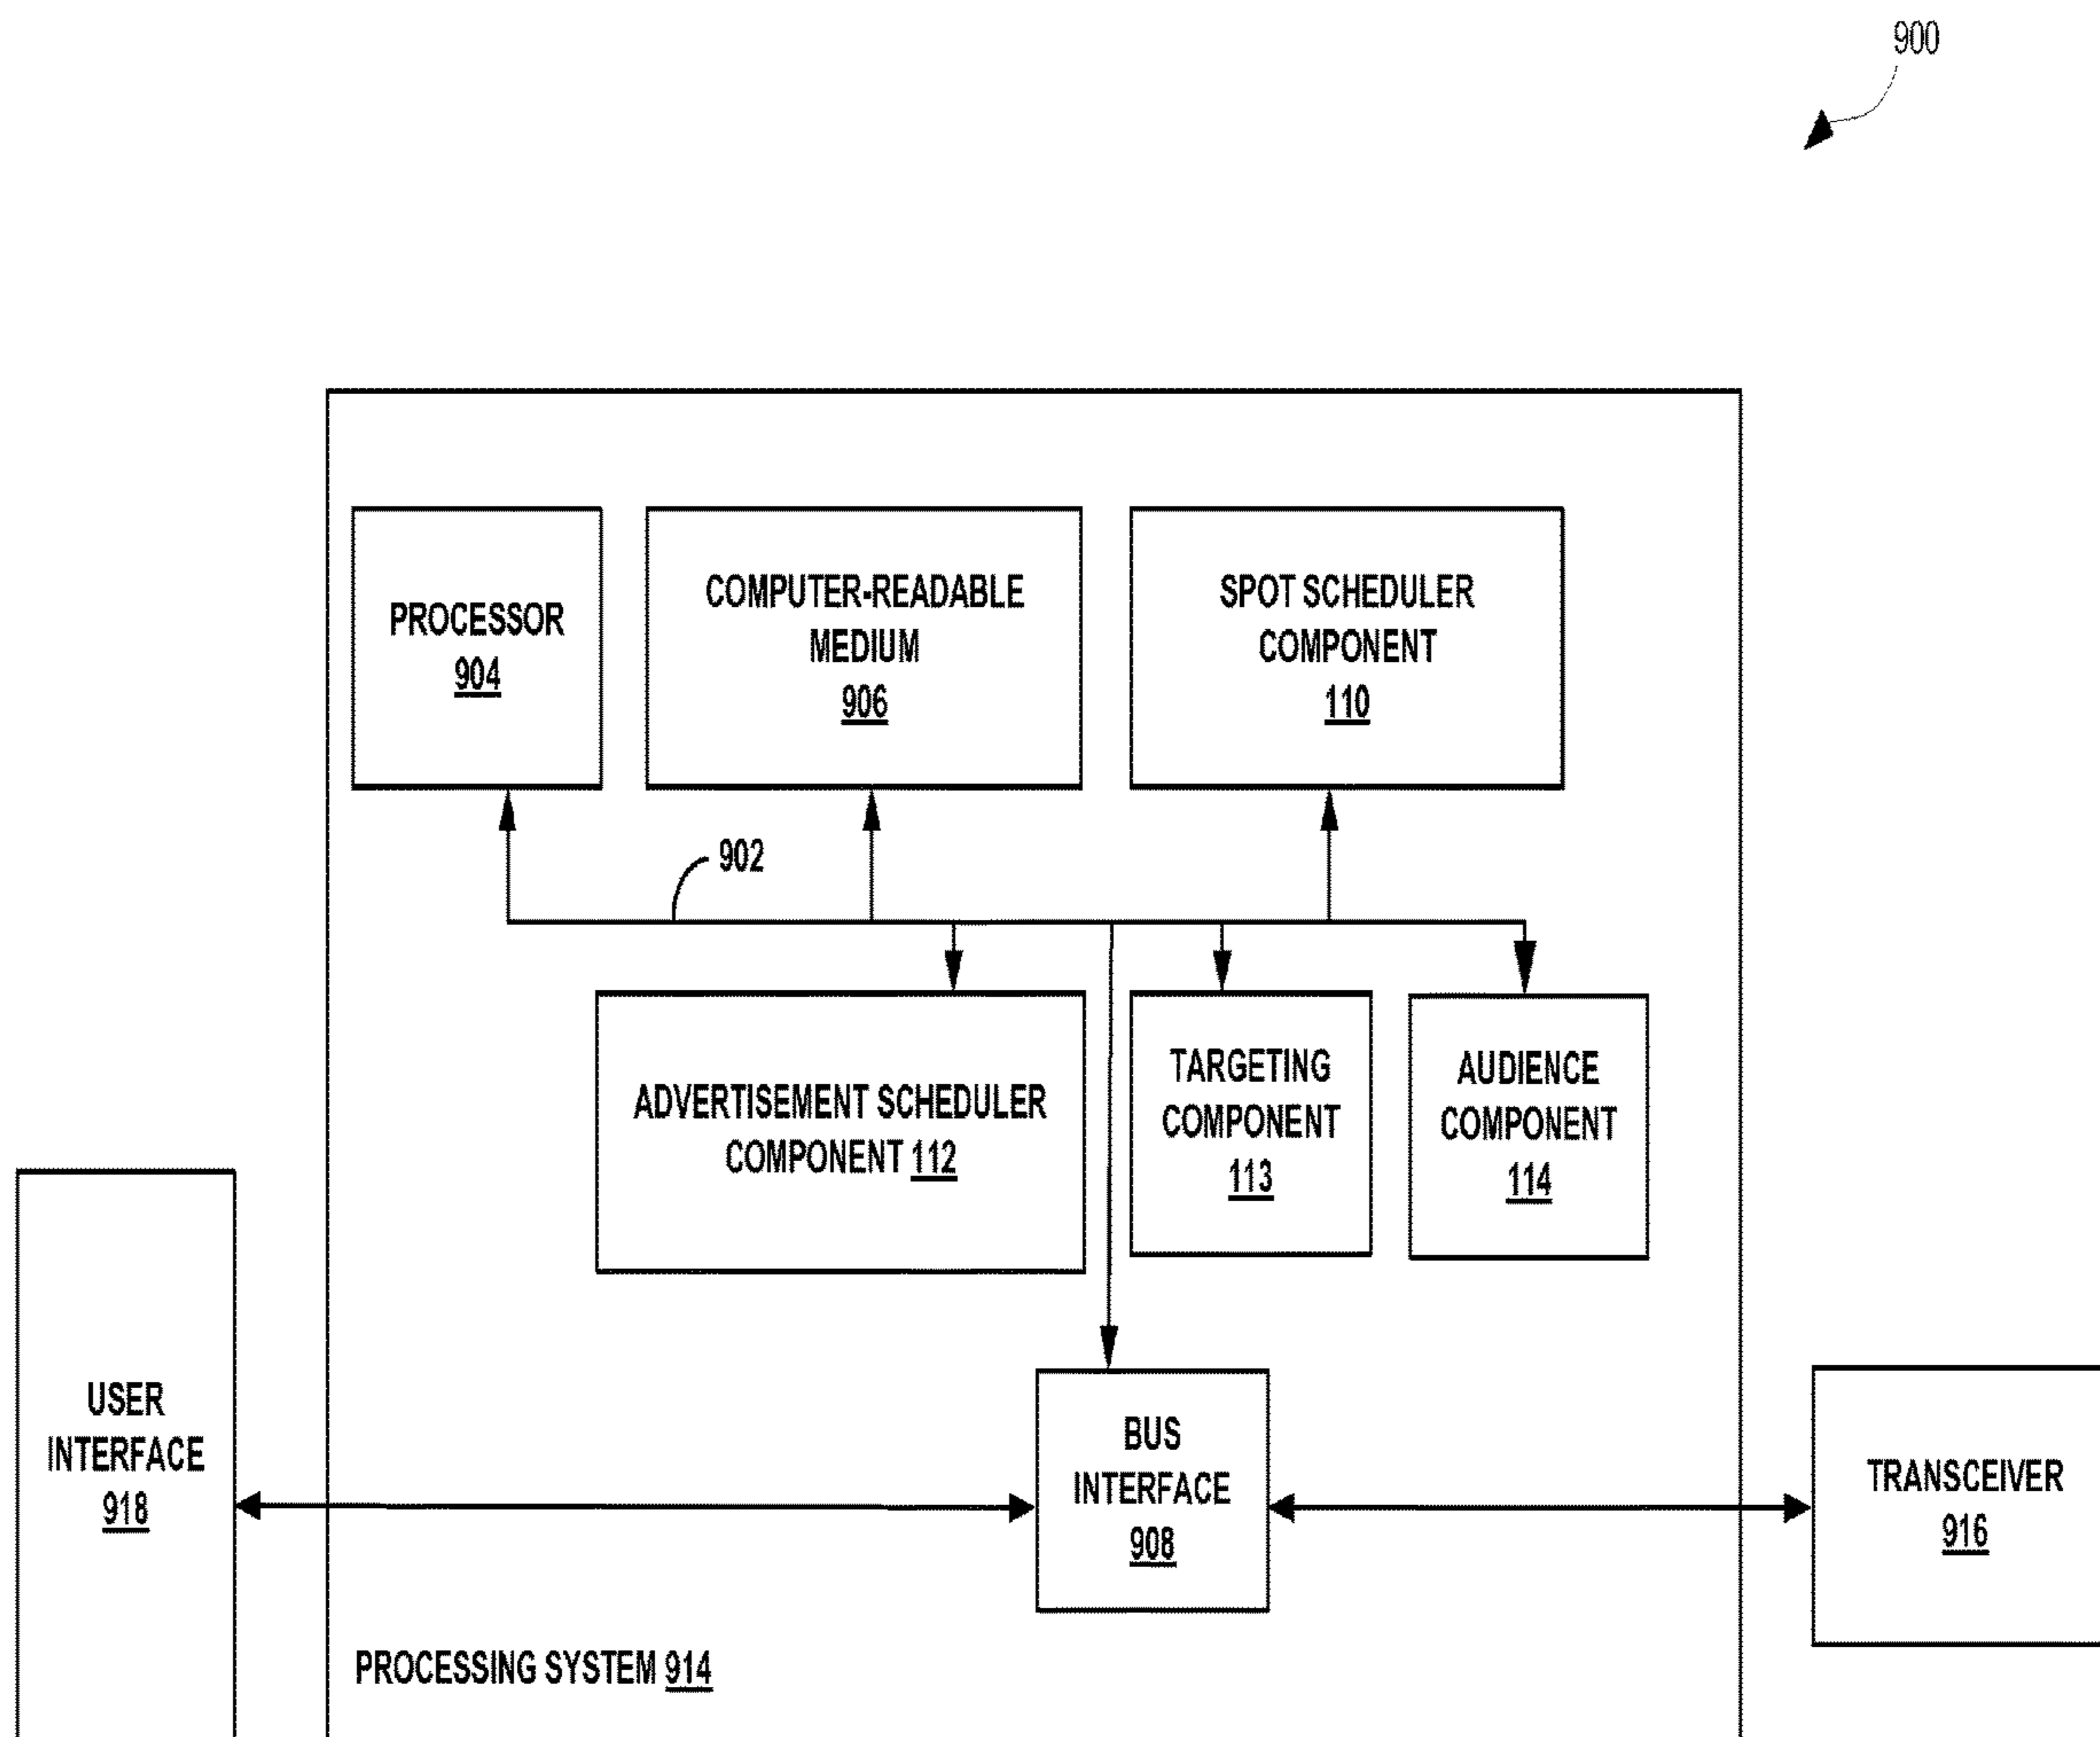 900
PROCESSOR
904
COMPUTER-READABLE
MEDIUM
906
SPOT SCHEDULER
COMPONENT
110
902
ADVERTISEMENT SCHEDULER
COMPONENT 112
TARGETING
COMPONENT
113
AUDIENCE
COMPONENT
114
USER
INTERFACE
918
BUS
INTERFACE
908
TRANSCEIVER
916
PROCESSING SYSTEM 914